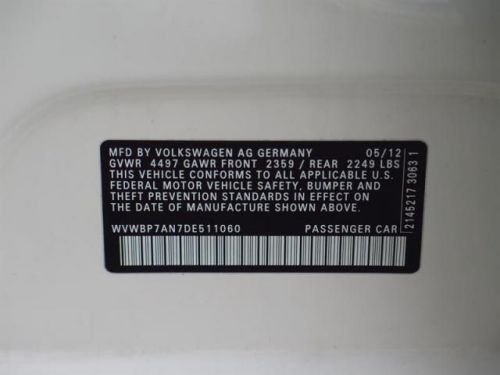 MFD BY VOLKSWAGEN AG GERMANY 05/12
GVWR 4497 GAWR FRONT 2359 / REAR 2249 LBS
THIS VEHICLE CONFORMS TO ALL APPLICABLE U.S.
FEDERAL MOTOR VEHICLE SAFETY, BUMPER AND
THEFT PREVENTION STANDARDS IN EFFECT ON THE
DATE OF MANUFACTURE SHOWN ABOVE.
WVWBP7AN7DE511060 PASSENGER CAR
2145217 3063 1